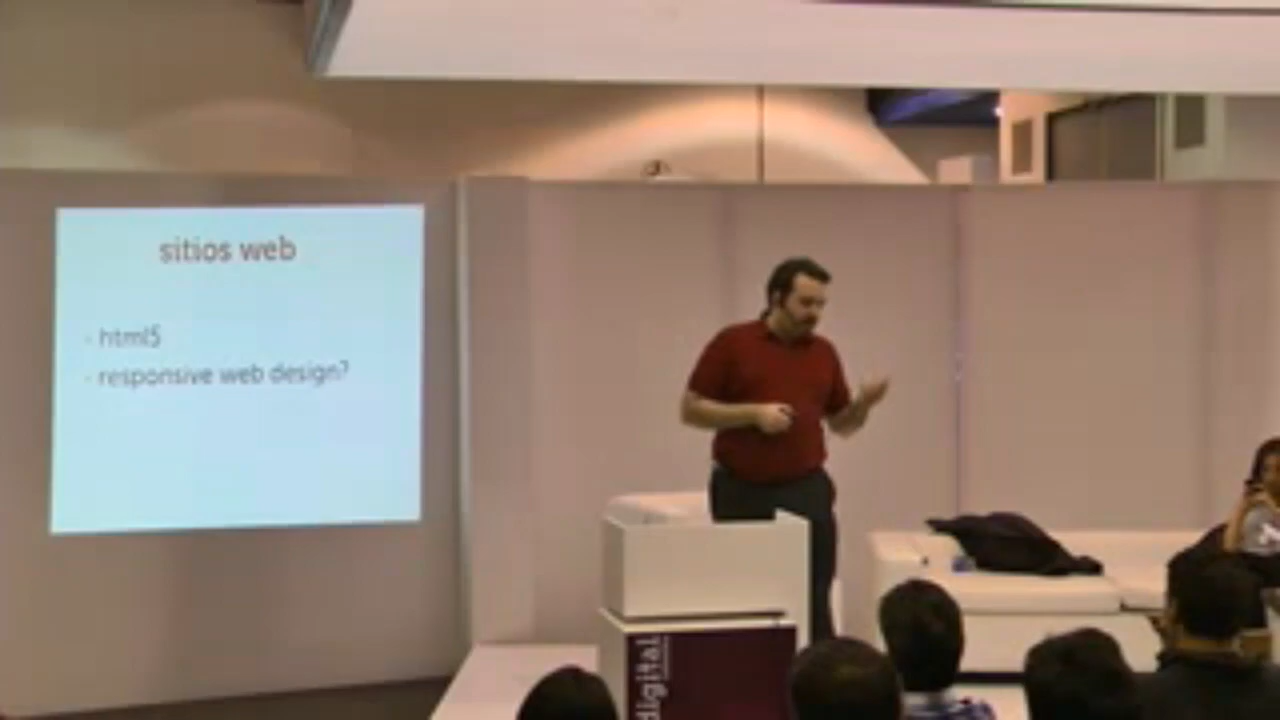 sitios web
- html5
- responsive web design?
digital